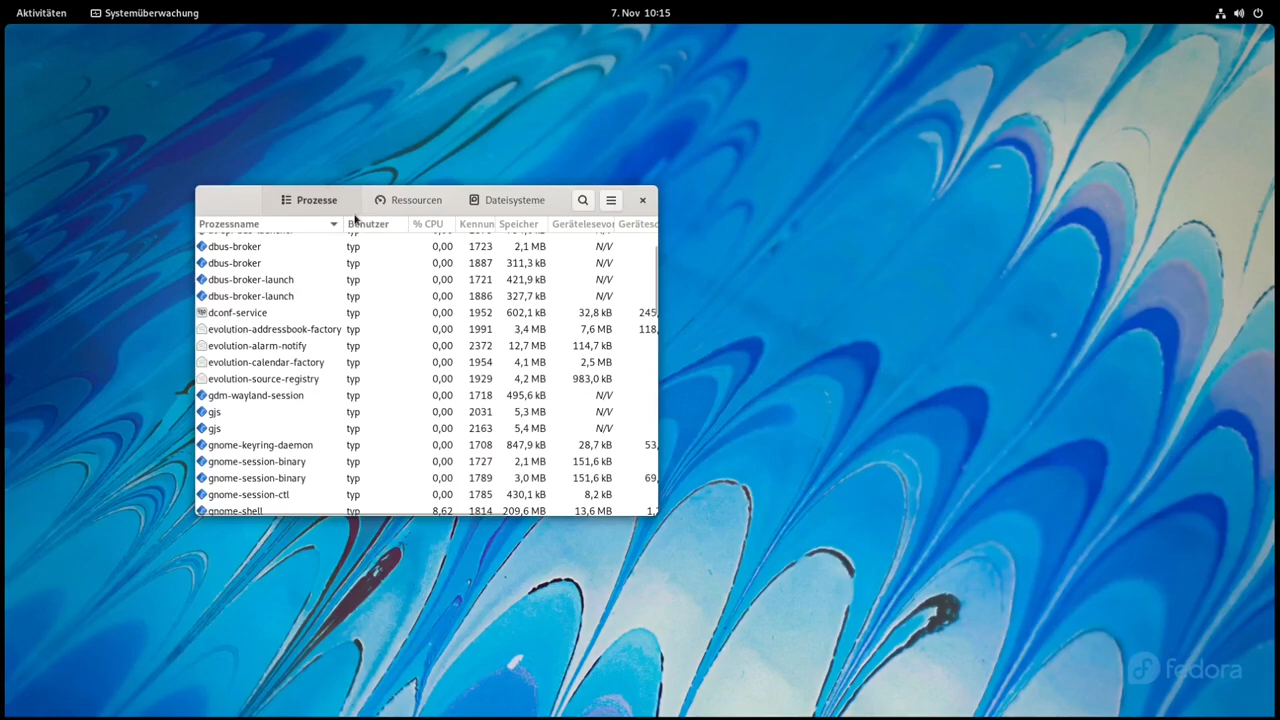 Aktivitäten Systemüberwachung 7. Nov 10:15
Prozesse Ressourcen Dateisysteme
Prozessname Benutzer % CPU Kennun Speicher Gerätelesevor Gerätesc
dbus-broker typ 0,00 1723 2,1 MB N/V
dbus-broker typ 0,00 1887 311,3 kB N/V
dbus-broker-launch typ 0,00 1721 421,9 kB N/V
dbus-broker-launch typ 0,00 1886 327,7 kB N/V
dconf-service typ 0,00 1952 602,1 kB 32,8 kB 245,
evolution-addressbook-factory typ 0,00 1991 3,4 MB 7,6 MB 118,
evolution-alarm-notify typ 0,00 2372 12,7 MB 114,7 kB
evolution-calendar-factory typ 0,00 1954 4,1 MB 2,5 MB
evolution-source-registry typ 0,00 1929 4,2 MB 983,0 kB
gdm-wayland-session typ 0,00 1718 495,6 kB N/V
gjs typ 0,00 2031 5,3 MB N/V
gjs typ 0,00 2163 5,4 MB N/V
gnome-keyring-daemon typ 0,00 1708 847,9 kB 28,7 kB 53,
gnome-session-binary typ 0,00 1727 2,1 MB 151,6 kB
gnome-session-binary typ 0,00 1789 3,0 MB 151,6 kB 69,
gnome-session-ctl typ 0,00 1785 430,1 kB 8,2 kB
gnome-shell typ 8,62 1814 209,6 MB 13,6 MB 1,
fedora